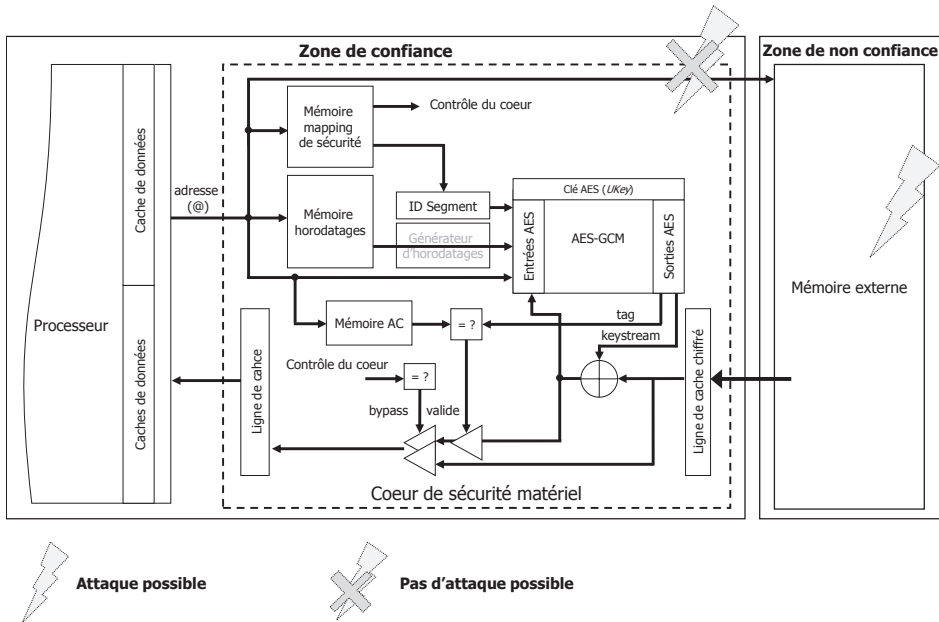 Zone de confiance
Zone de non confiance
Cache de données
adresse
(@)
Mémoire
mapping
de sécurité
Contrôle du coeur
ID Segment
Mémoire
horodatages
Générateur
d'horodatages
Clé AES (UKey)
Entrées AES
AES-GCM
Sorties AES
Mémoire externe
Processeur
Caches de données
Mémoire AC
= ?
tag
keystream
Ligne de cahce
Contrôle du coeur
= ?
bypass
valide
Ligne de cache chiffré
Coeur de sécurité matériel
Attaque possible
Pas d'attaque possible